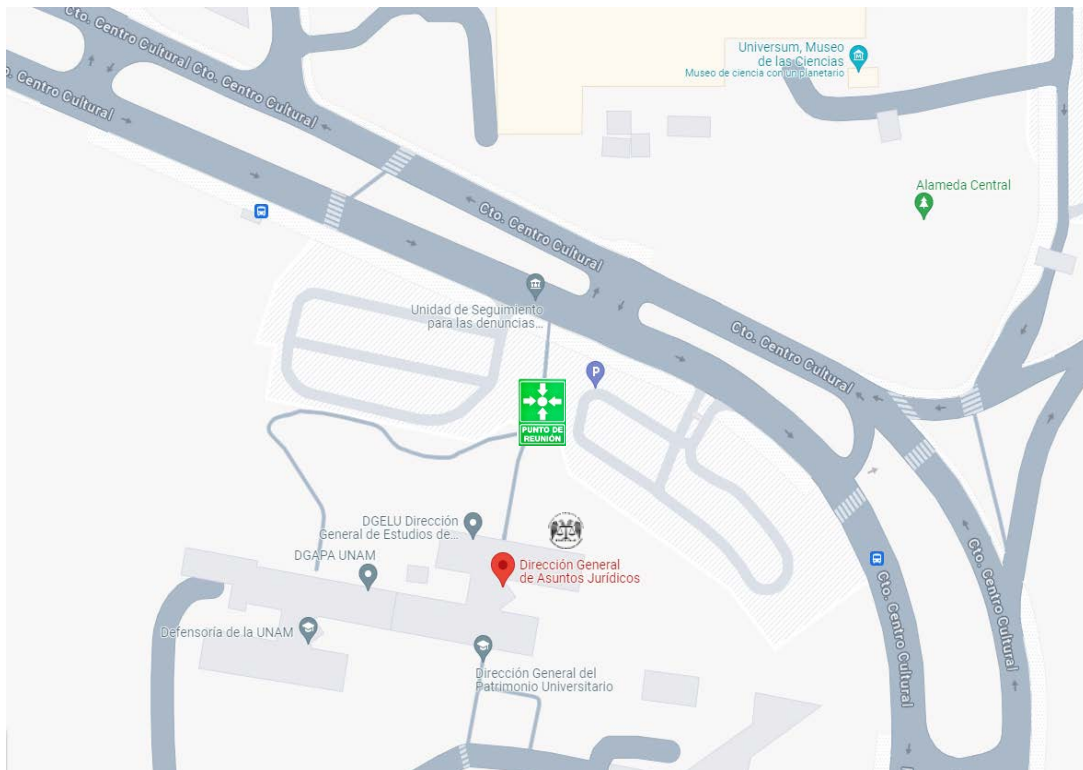 Cto. Centro Cultural
Cto. Centro Cultural
Cto. Centro Cultural
Universum, Museo
de las Ciencias
Museo de ciencia con un planetario
Alameda Central
Cto. Centro Cultural
Unidad de Seguimiento
para las denuncias...
Cto. Centro Cultural
P
PUNTO DE
REUNIÓN
DGELU Dirección
General de Estudios de...
DGAPA UNAM
Dirección General
de Asuntos Jurídicos
Defensoría de la UNAM
Dirección General del
Patrimonio Universitario
Cto. Centro Cultural
Cto. Centro Cultural